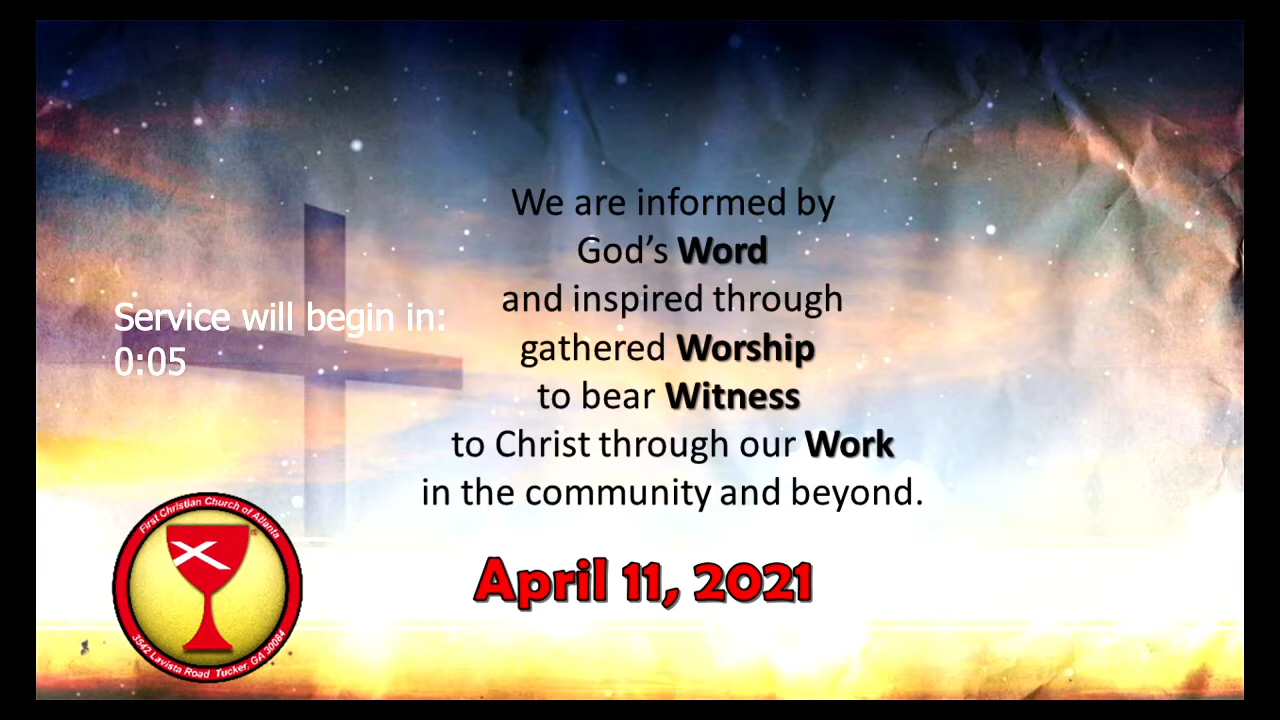 We are informed by
God's Word
and inspired through
gathered Worship
to bear Witness
to Christ through our Work
in the community and beyond.
Service will begin in:
0:05
April 11, 2021
First Christian Church of Atlanta
3542 Lavista Road Tucker, GA 30084